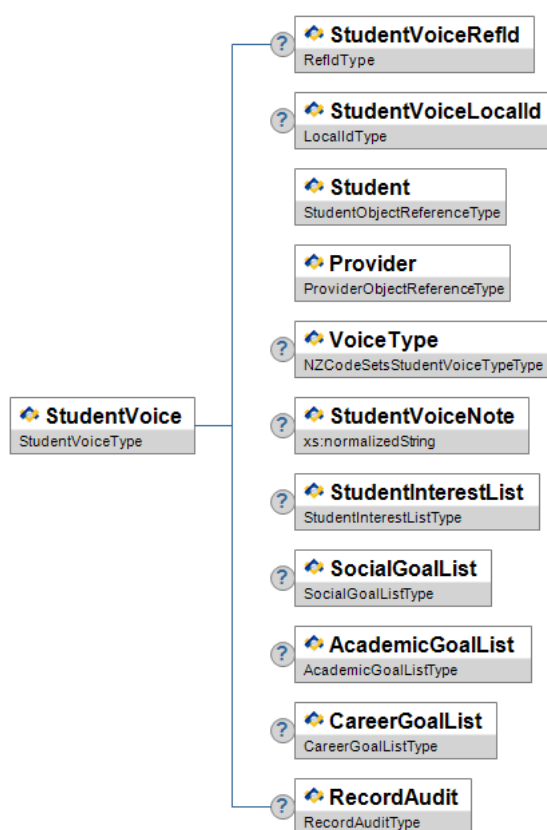 ?
StudentVoiceRefId
RefIdType
?
StudentVoiceLocalId
LocalIdType
Student
StudentObjectReferenceType
Provider
ProviderObjectReferenceType
?
VoiceType
NZCodeSetsStudentVoiceTypeType
StudentVoice
StudentVoiceType
?
StudentVoiceNote
xs:normalizedString
?
StudentInterestList
StudentInterestListType
?
SocialGoalList
SocialGoalListType
?
AcademicGoalList
AcademicGoalListType
?
CareerGoalList
CareerGoalListType
?
RecordAudit
RecordAuditType